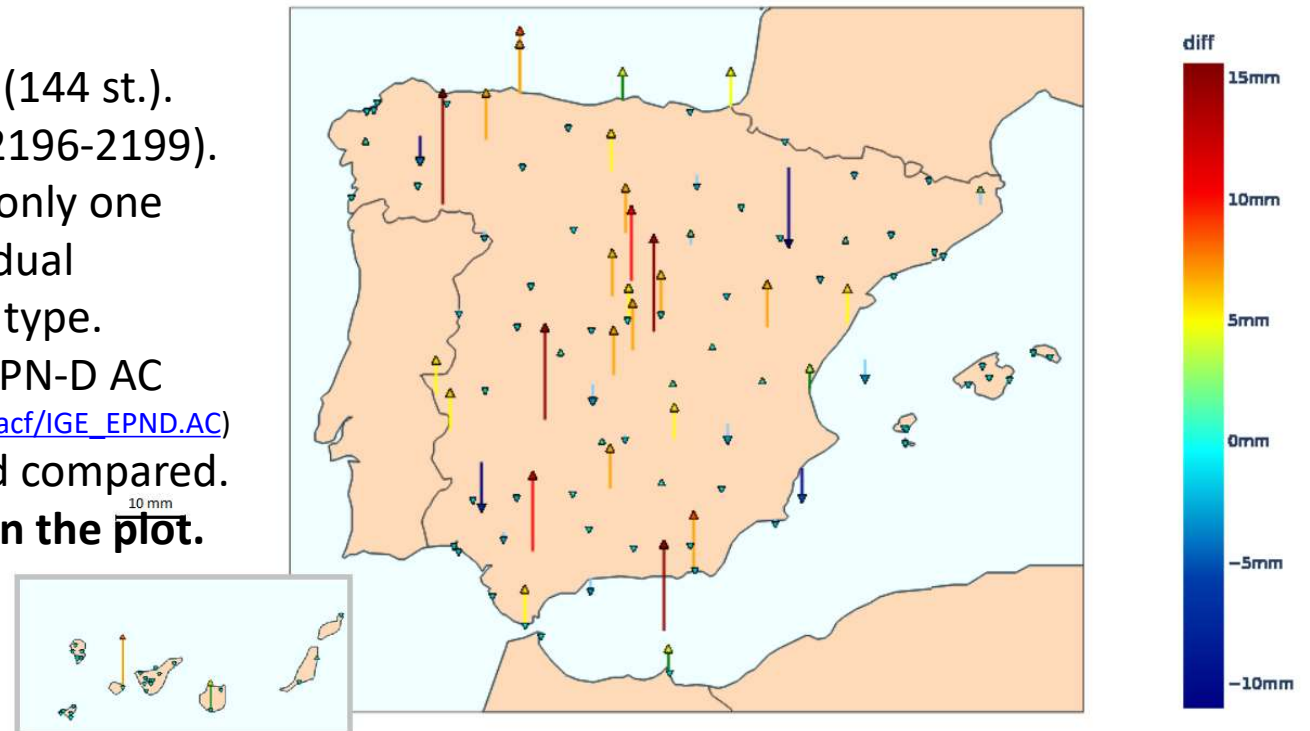 (144 st.).
2196-2199).
only one
dual
type.
PN-D AC
acf/IGE_EPND.AC)
d compared.
10 mm
n the plot.
diff
15mm
10mm
5mm
0mm
−5mm
−10mm